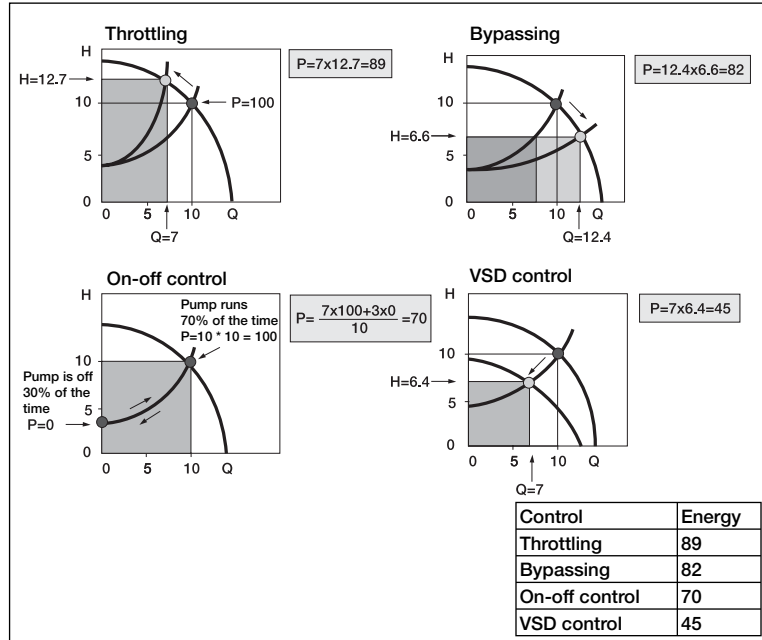 Throttling
H
P=7x12.7=89
H=12.7
10
P=100
5
0
0 5 10 Q
Q=7
Bypassing
H
P=12.4x6.6=82
10
H=6.6
5
0
0 5 10 Q
Q=12.4
On-off control
H
Pump runs
70% of the time
P=10 * 10 = 100
P= 7x100+3x0 =70
10
10
Pump is off
30% of the
time
P=0
5
0
0 5 10 Q
VSD control
H
P=7x6.4=45
10
H=6.4
5
0
0 5 10 Q
Q=7
Control Energy
Throttling 89
Bypassing 82
On-off control 70
VSD control 45